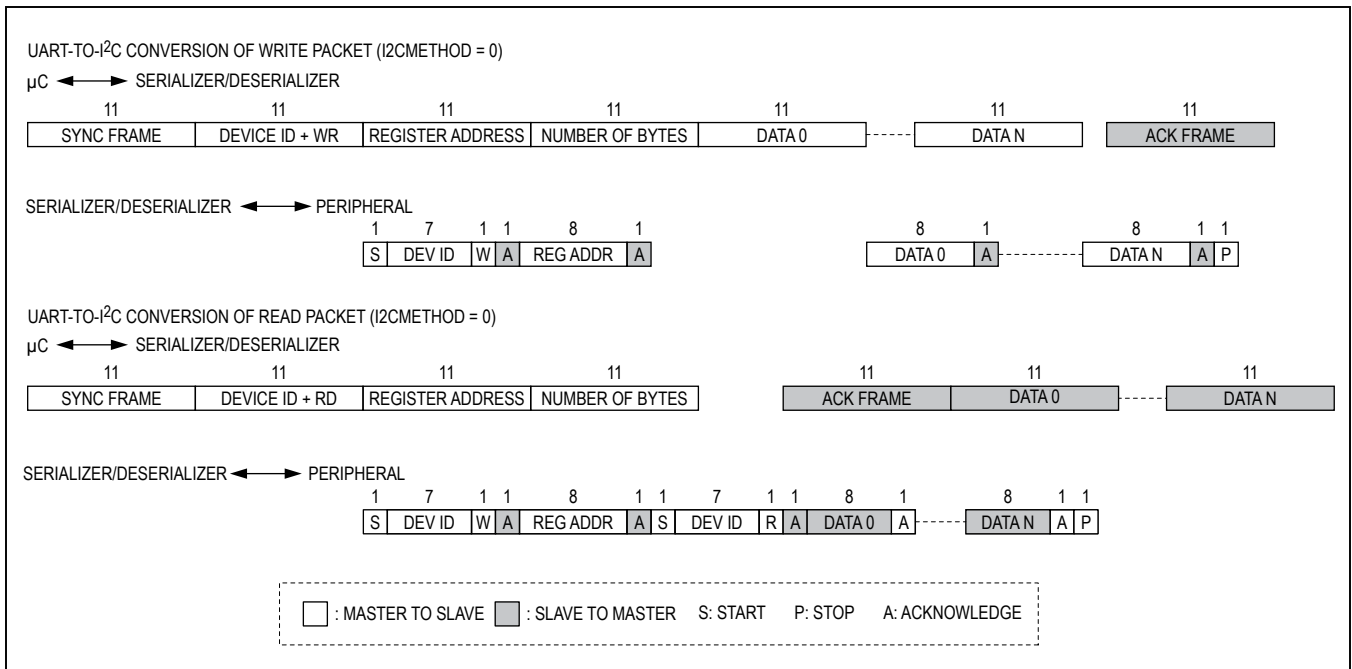 UART-TO-I2C CONVERSION OF WRITE PACKET (I2CMETHOD = 0)
µC SERIALIZER/DESERIALIZER
11 11 11 11 11 11 11
SYNC FRAME DEVICE ID + WR REGISTER ADDRESS NUMBER OF BYTES DATA 0 DATA N ACK FRAME
SERIALIZER/DESERIALIZER PERIPHERAL
1 7 1 1 8 1 8 1 8 1 1
S DEV ID W A REG ADDR A DATA 0 A DATA N A P
UART-TO-I2C CONVERSION OF READ PACKET (I2CMETHOD = 0)
µC SERIALIZER/DESERIALIZER
11 11 11 11 11 11 11
SYNC FRAME DEVICE ID + RD REGISTER ADDRESS NUMBER OF BYTES ACK FRAME DATA 0 DATA N
SERIALIZER/DESERIALIZER PERIPHERAL
1 7 1 1 8 1 1 7 1 1 8 1 8 1 1
S DEV ID W A REG ADDR A S DEV ID R A DATA 0 A DATA N A P
: MASTER TO SLAVE : SLAVE TO MASTER S: START P: STOP A: ACKNOWLEDGE